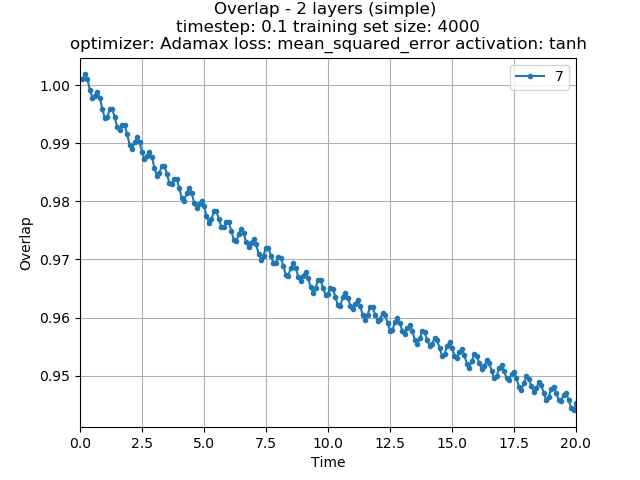 Overlap - 2 layers (simple)
timestep: 0.1 training set size: 4000
optimizer: Adamax loss: mean_squared_error activation: tanh
7
1.00
0.99
0.98
0.97
0.96
0.95
Overlap
0.0 2.5 5.0 7.5 10.0 12.5 15.0 17.5 20.0
Time